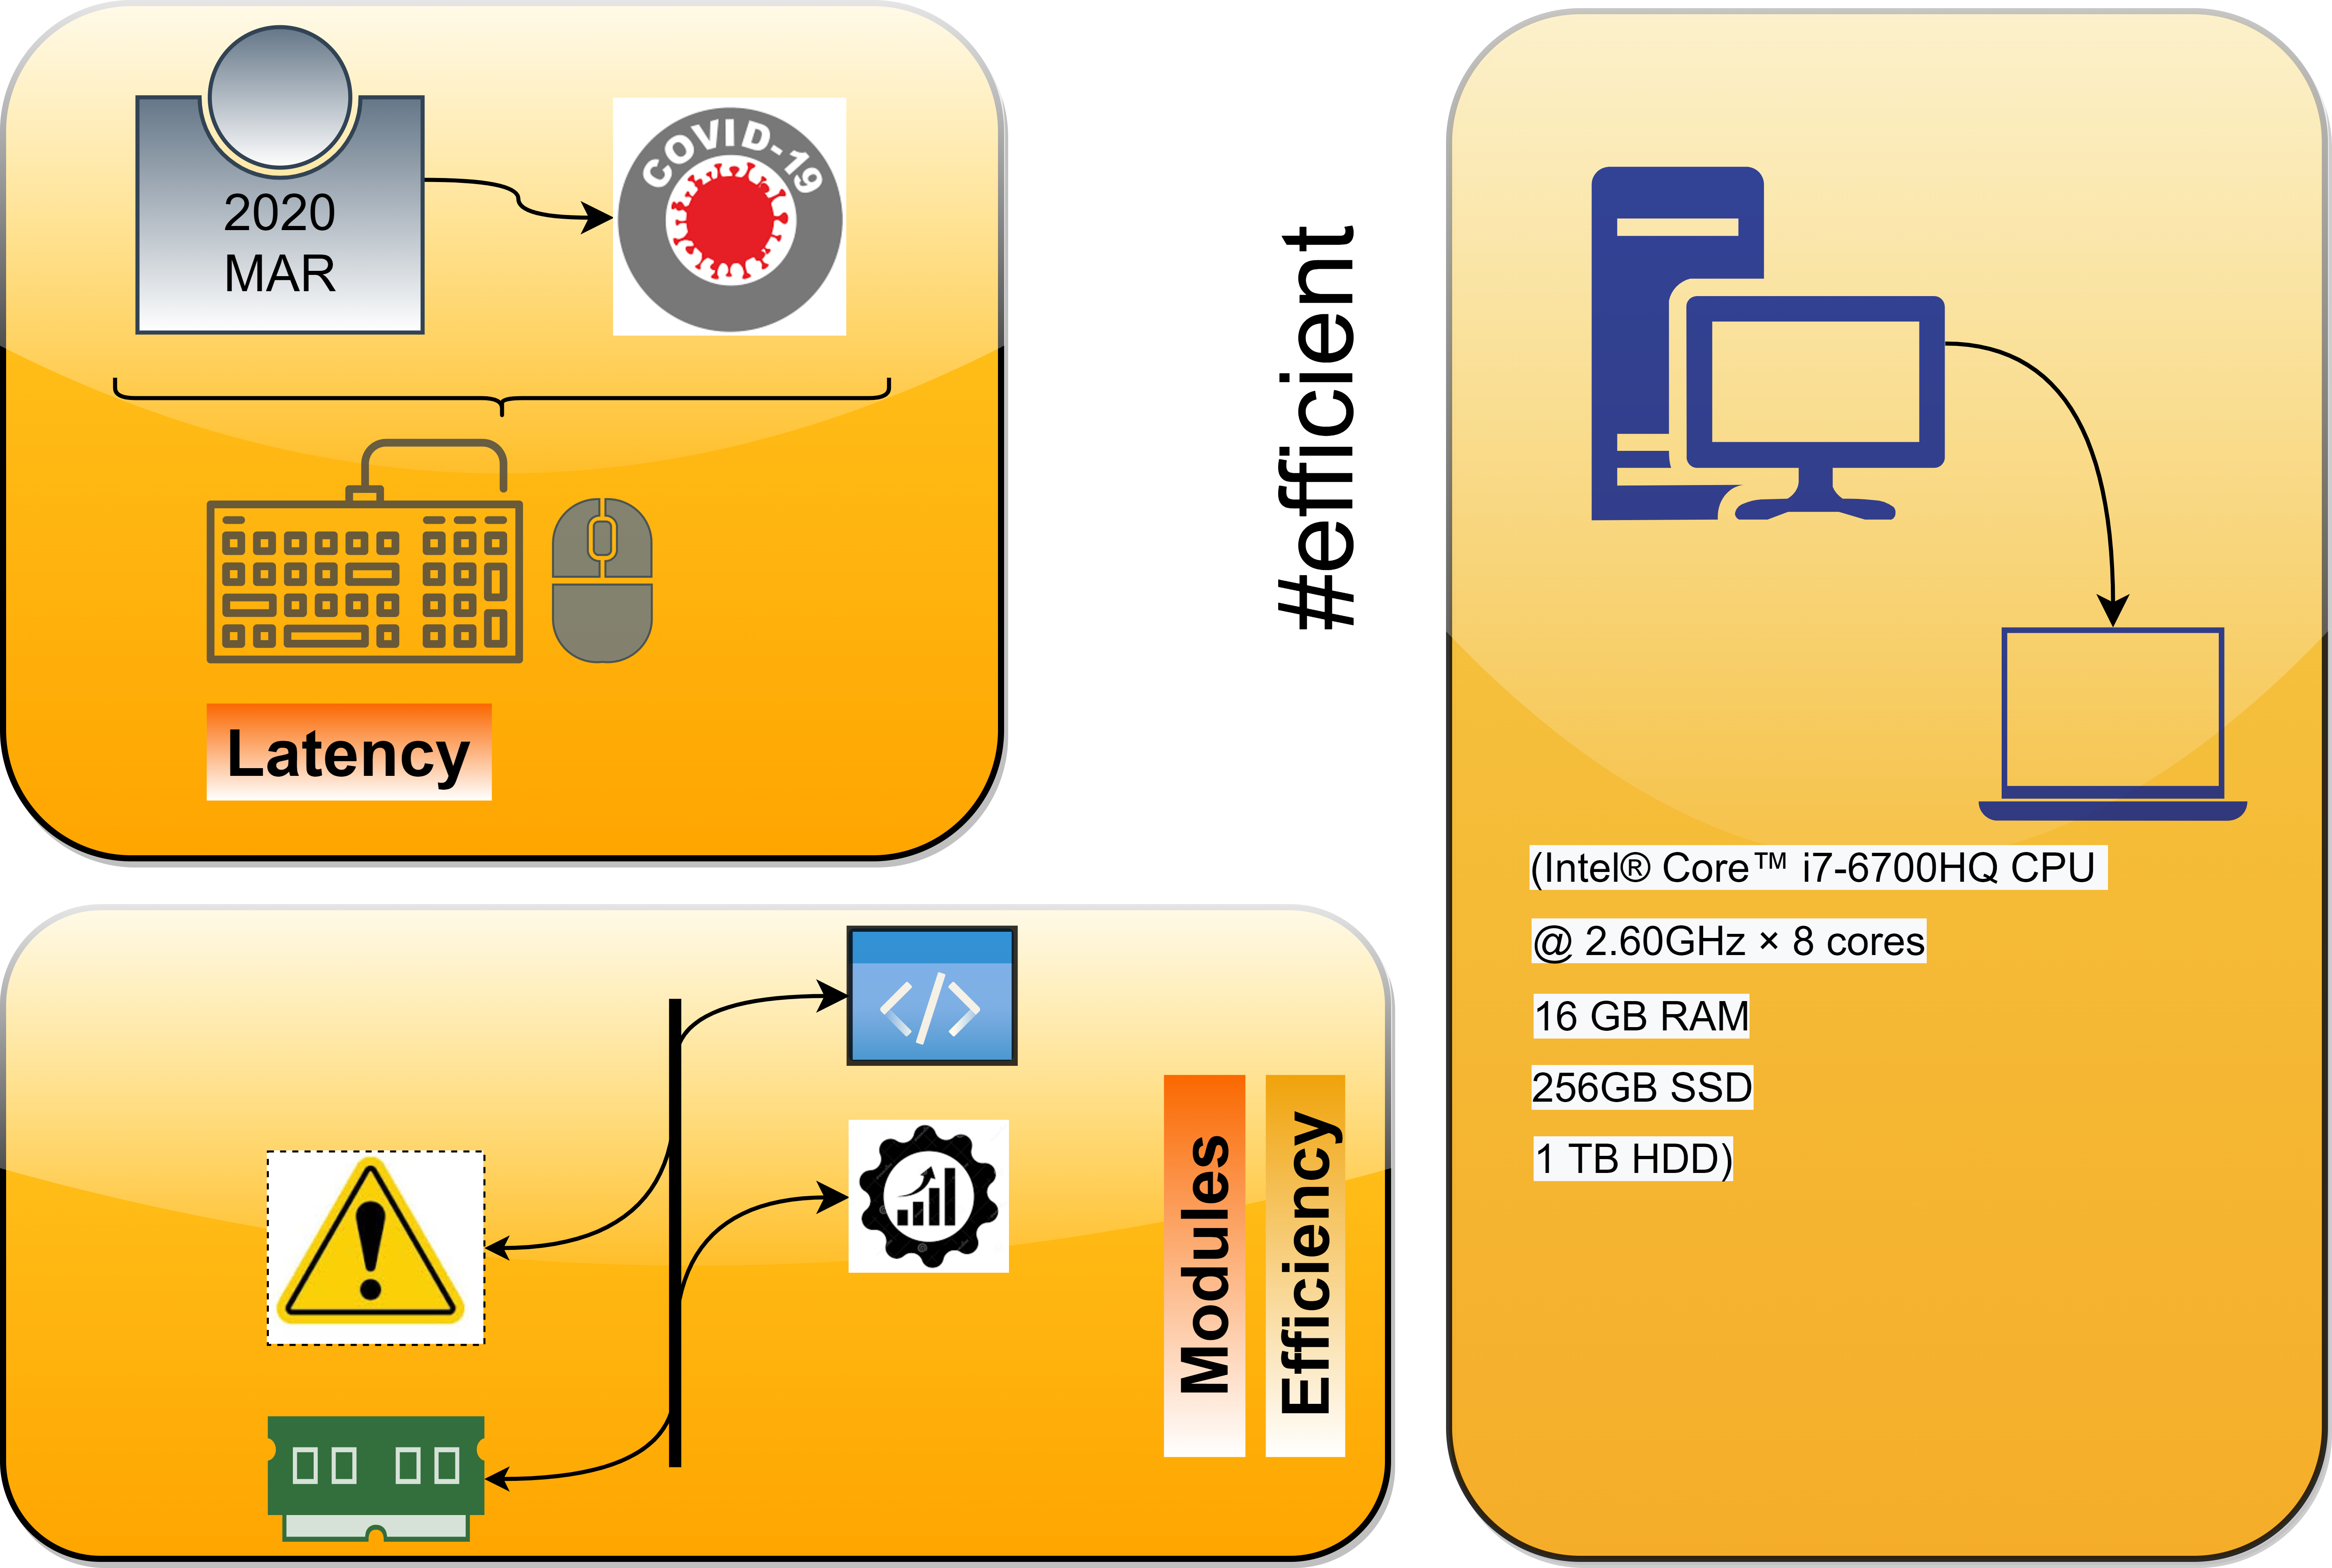 2020
MAR
COVID-19
Latency
#efficient
Modules
Efficiency
(Intel® Core™ i7-6700HQ CPU
@ 2.60GHz × 8 cores
16 GB RAM
256GB SSD
1 TB HDD)